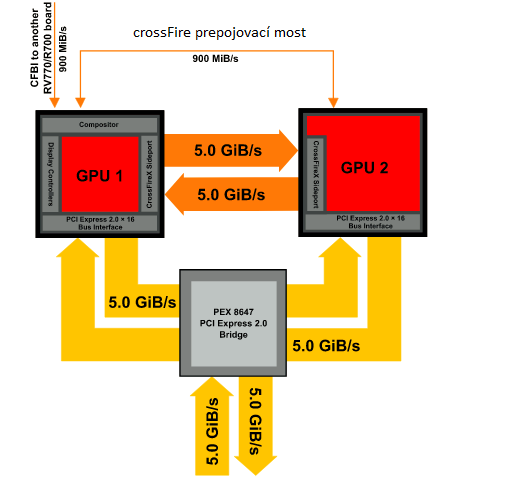 crossFire prepojovací most
900 MiB/s
CFBI to another
RV770/R700 board
900 MiB/s
Compositor
Display Controllers
GPU 1
CrossFireX Sideport
PCI Express 2.0 × 16
Bus Interface
5.0 GiB/s
5.0 GiB/s
CrossFireX Sideport
GPU 2
PCI Express 2.0 × 16
Bus Interface
5.0 GiB/s
PEX 8647
PCI Express 2.0
Bridge
5.0 GiB/s
5.0 GiB/s
5.0 GiB/s